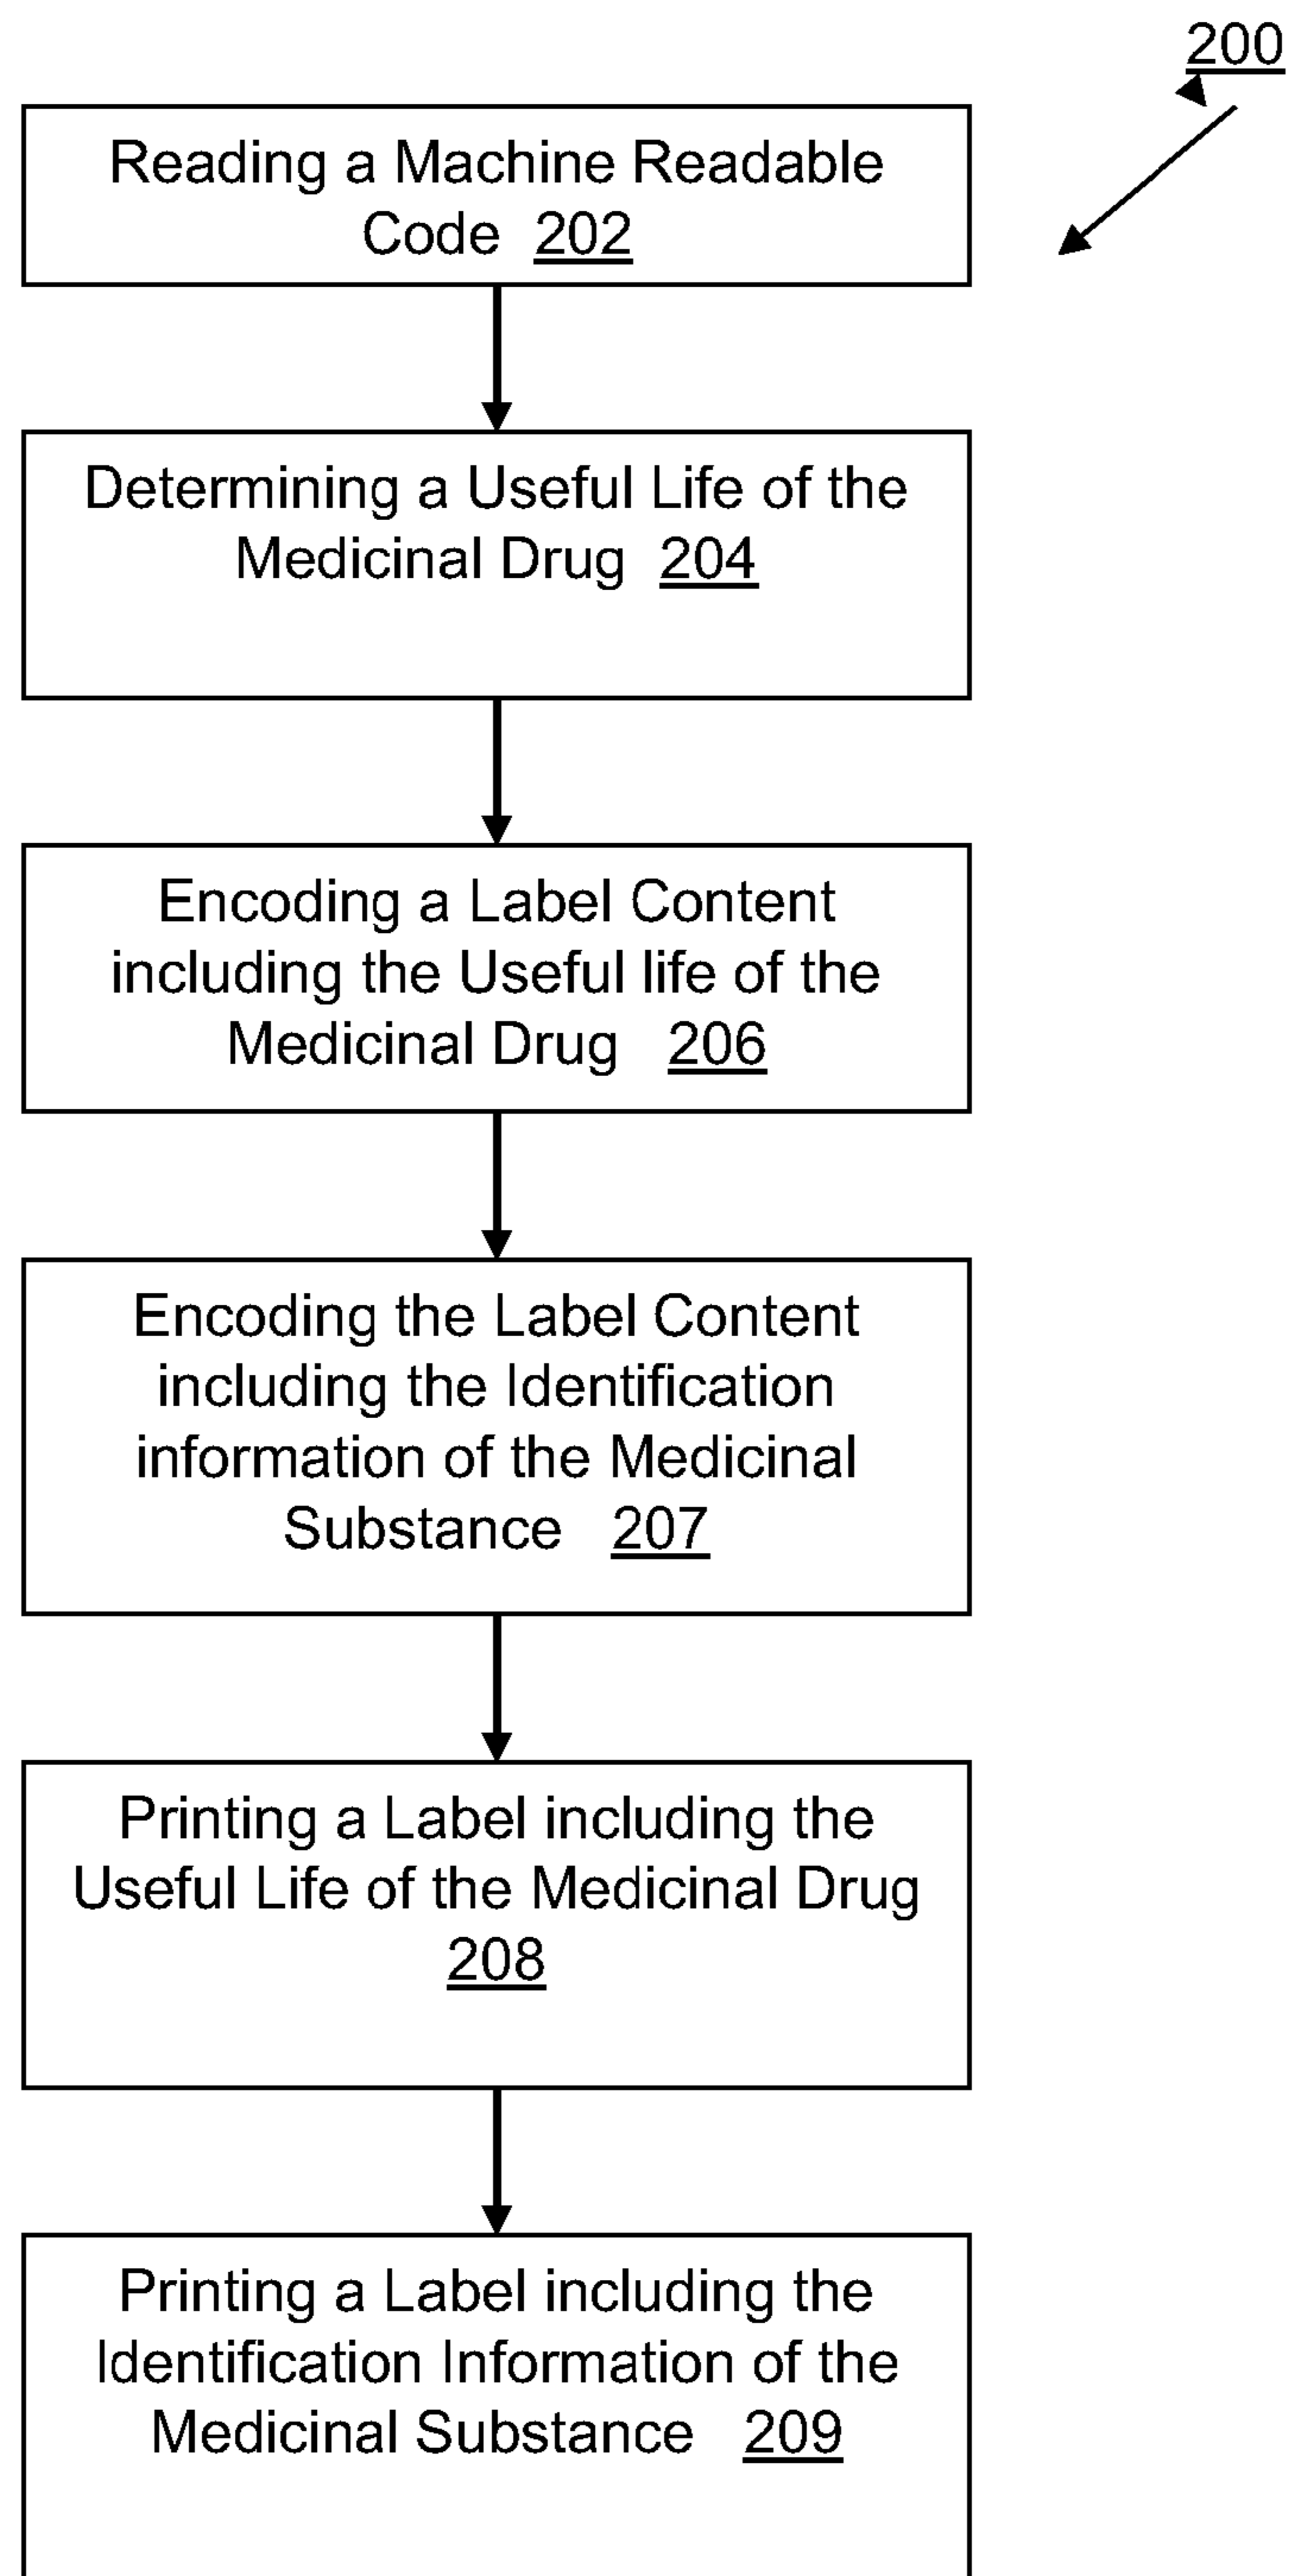 200
Reading a Machine Readable
Code 202
Determining a Useful Life of the
Medicinal Drug 204
Encoding a Label Content
including the Useful life of the
Medicinal Drug 206
Encoding the Label Content
including the Identification
information of the Medicinal
Substance 207
Printing a Label including the
Useful Life of the Medicinal Drug
208
Printing a Label including the
Identification Information of the
Medicinal Substance 209